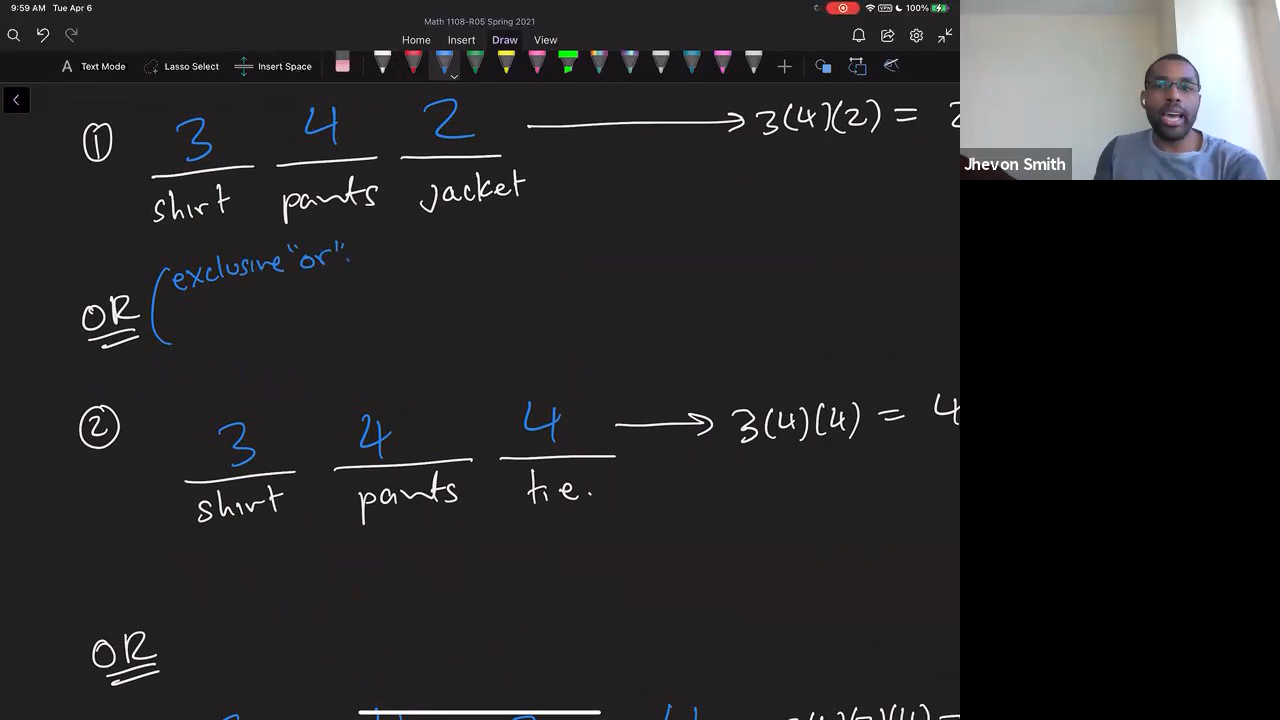 9:59 AM Tue Apr 6
VPN 100%
Math 1108-R05 Spring 2021
Home Insert Draw View
Text Mode Lasso Select Insert Space
① 3 4 2 3(4)(2) =
shirt pants Jacket
Jhevon Smith
(exclusive "or":
OR
② 3 4 4 3(4)(4) = 4
shirt pants tie.
OR